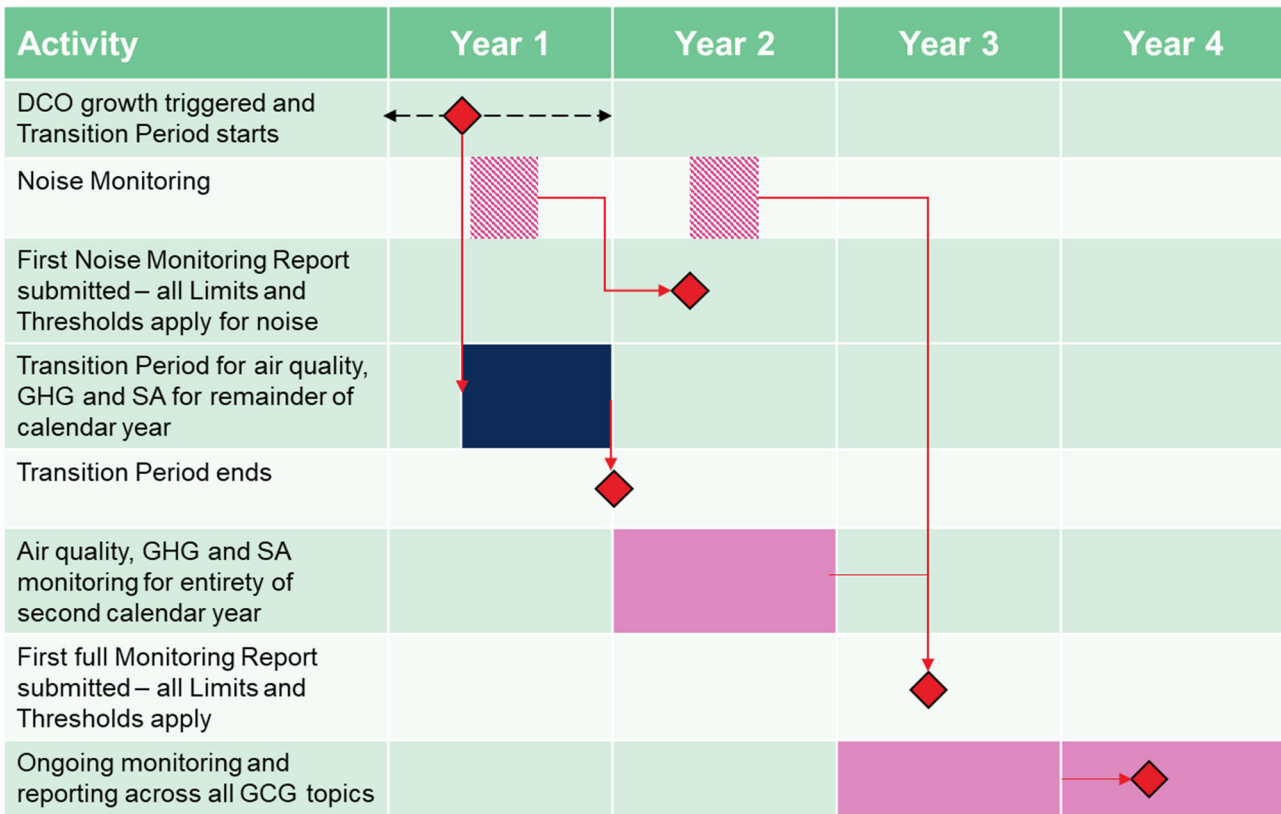 Activity Year 1 Year 2 Year 3 Year 4
DCO growth triggered and
Transition Period starts
Noise Monitoring
First Noise Monitoring Report
submitted – all Limits and
Thresholds apply for noise
Transition Period for air quality,
GHG and SA for remainder of
calendar year
Transition Period ends
Air quality, GHG and SA
monitoring for entirety of
second calendar year
First full Monitoring Report
submitted – all Limits and
Thresholds apply
Ongoing monitoring and
reporting across all GCG topics